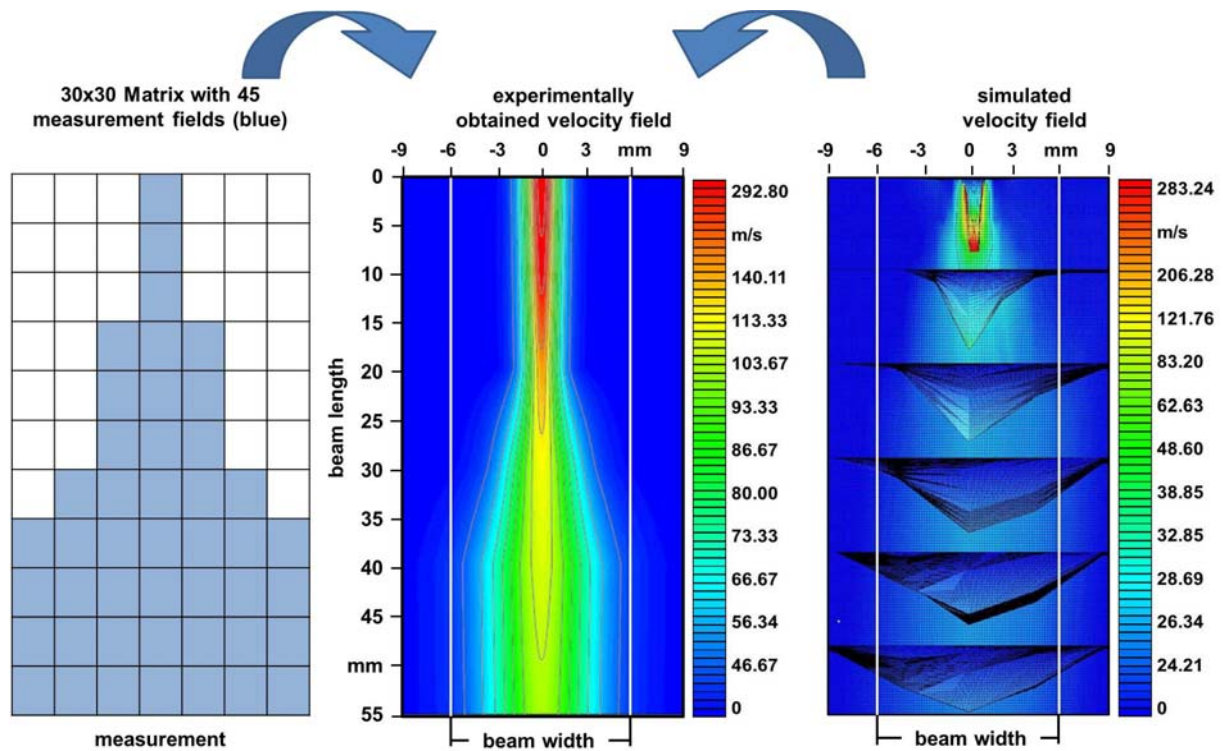 30x30 Matrix with 45
measurement fields (blue)
measurement
experimentally
obtained velocity field
-9 -6 -3 0 3 mm 9
beam length
0
5
10
15
20
25
30
35
40
45
mm
55
beam width
292.80
m/s
140.11
113.33
103.67
93.33
86.67
80.00
73.33
66.67
56.34
46.67
0
simulated
velocity field
-9 -6 -3 0 3 mm 9
beam width
283.24
m/s
206.28
121.76
83.20
62.63
48.60
38.85
32.85
28.69
26.34
24.21
0